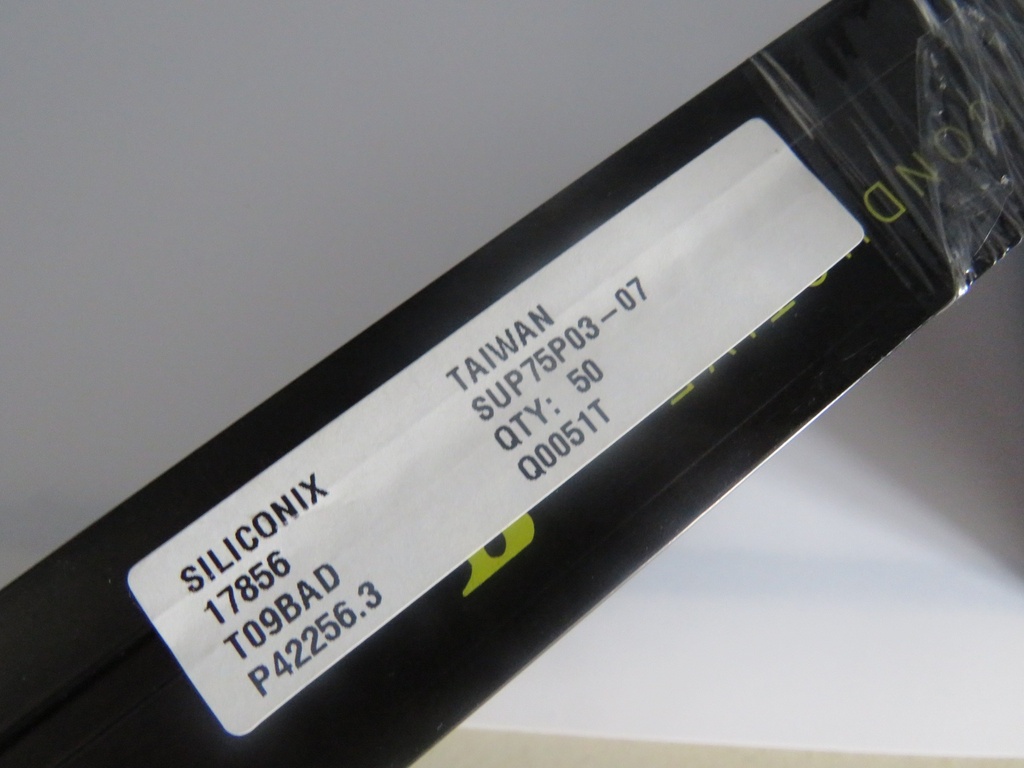 SILICONIX TAIWAN
17856 SUP75P03-07
T09BAD QTY: 50
P42256.3 Q0051T